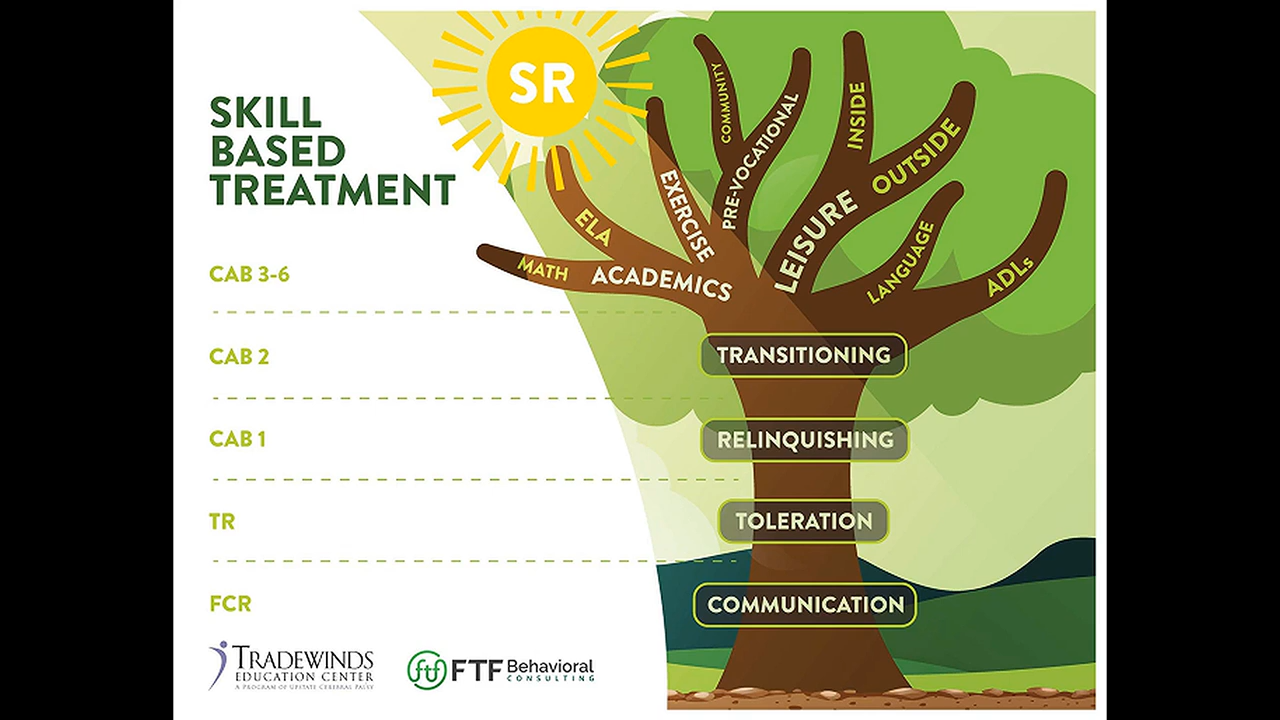 SR
SKILL
BASED
TREATMENT
COMMUNITY
PRE-VOCATIONAL
INSIDE
OUTSIDE
LEISURE
EXERCISE
ELA
MATH
ACADEMICS
LANGUAGE
ADLs
CAB 3-6
CAB 2
TRANSITIONING
CAB 1
RELINQUISHING
TR
TOLERATION
FCR
COMMUNICATION
TRADEWINDS
EDUCATION CENTER
A PROGRAM OF UPSTATE CEREBRAL PALSY
ftf
FTF Behavioral
CONSULTING